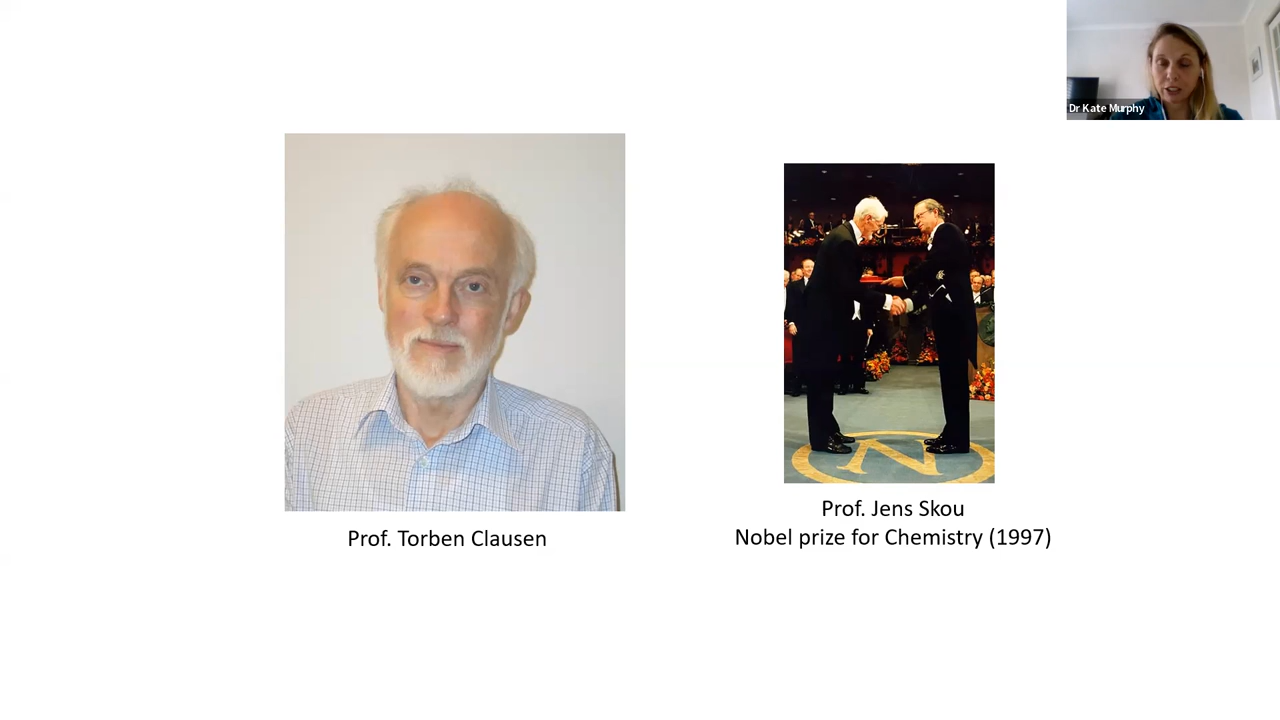 Dr Kate Murphy
N
Prof. Torben Clausen
Prof. Jens Skou
Nobel prize for Chemistry (1997)